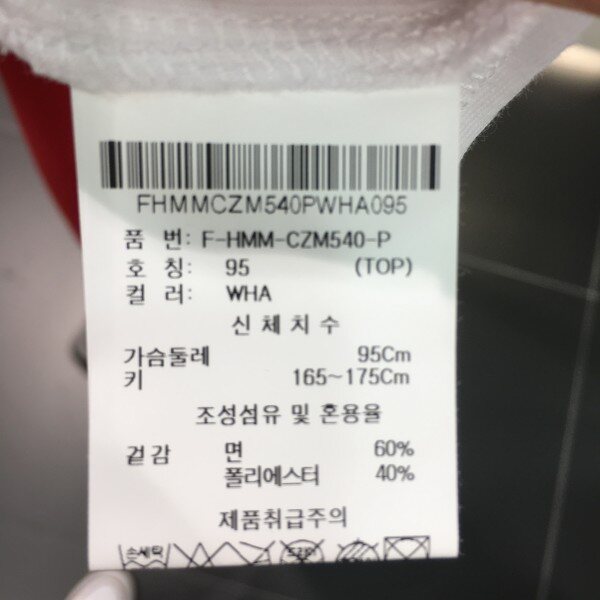 FHMMCZM540PWHA095
품 번: F-HMM-CZM540-P
호 칭: 95 (TOP)
컬 러: WHA
신 체 치 수
가슴둘레 95Cm
키 165~175Cm
조성섬유 및 혼용율
겉감 면 60%
폴리에스터 40%
제품취급주의
손세탁